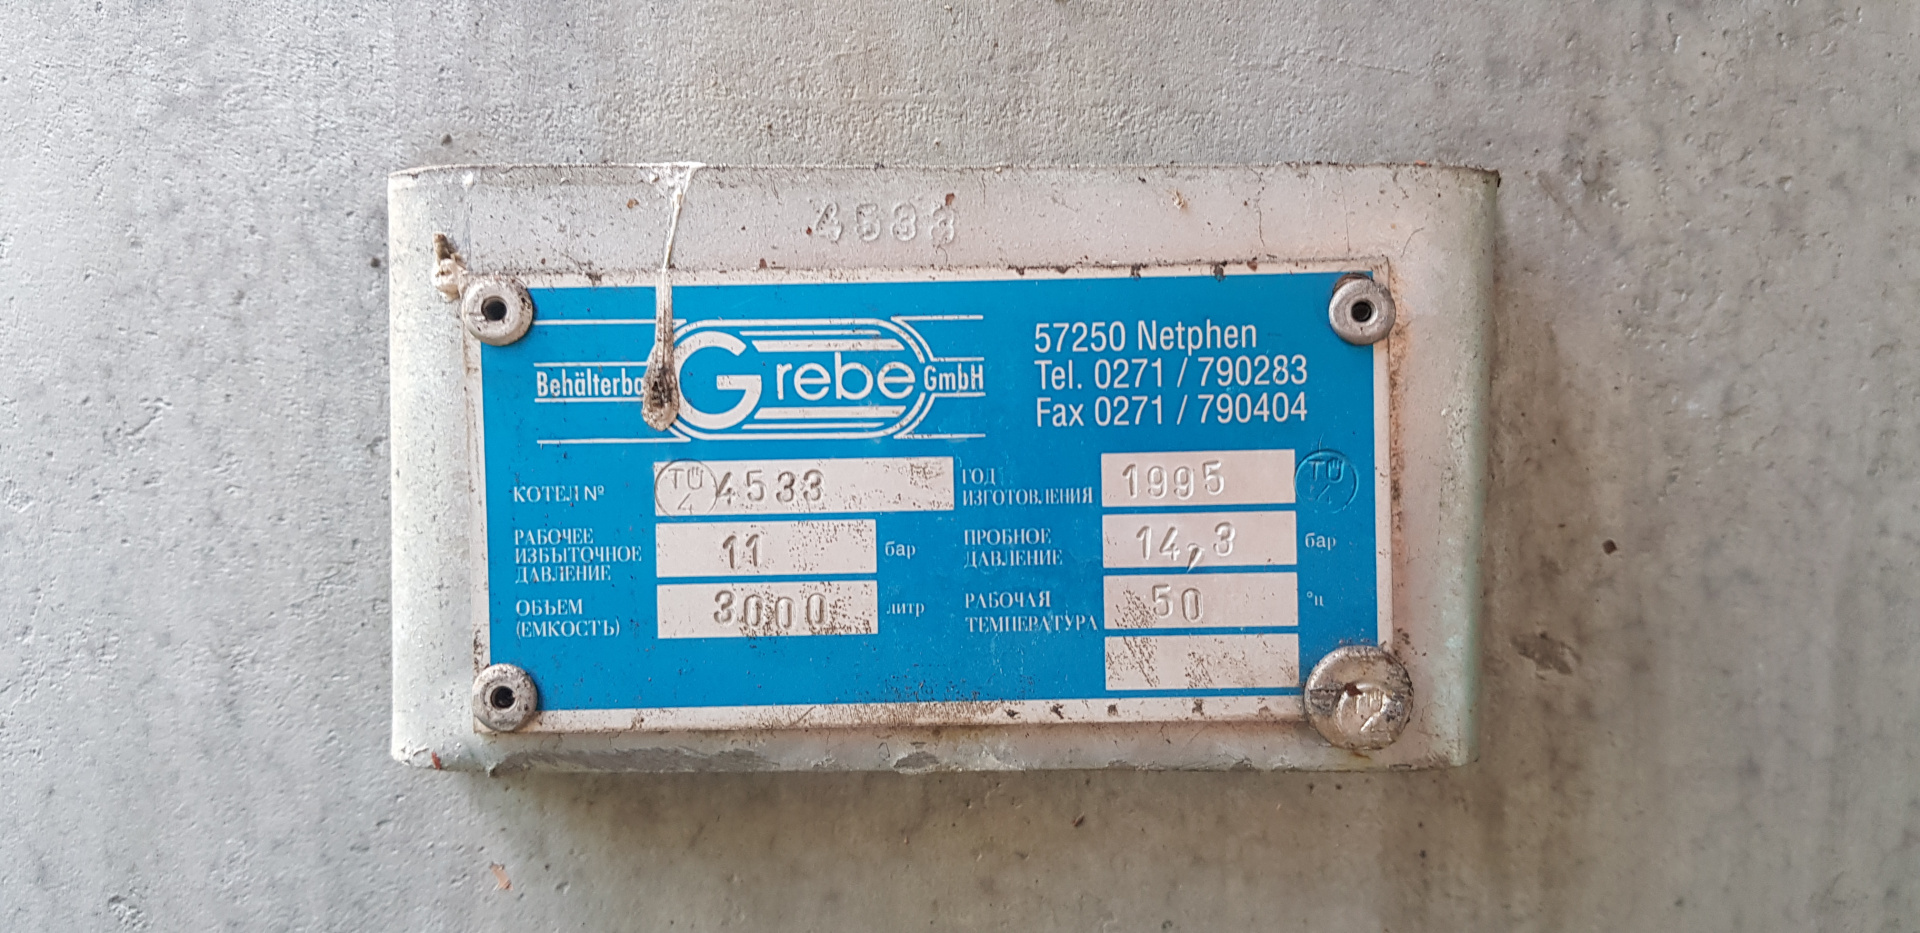 4533
Behälterba Grebe GmbH
57250 Netphen
Tel. 0271 / 790283
Fax 0271 / 790404
КОТЕЛ № 4533
ГОД
ИЗГОТОВЛЕНИЯ 1995
РАБОЧЕЕ
ИЗБЫТОЧНОЕ
ДАВЛЕНИЕ 11 бар
ПРОБНОЕ
ДАВЛЕНИЕ 14,3 бар
ОБЪЕМ
(ЕМКОСТЬ) 3000 литр
РАБОЧАЯ
ТЕМПЕРАТУРА 50 °ц